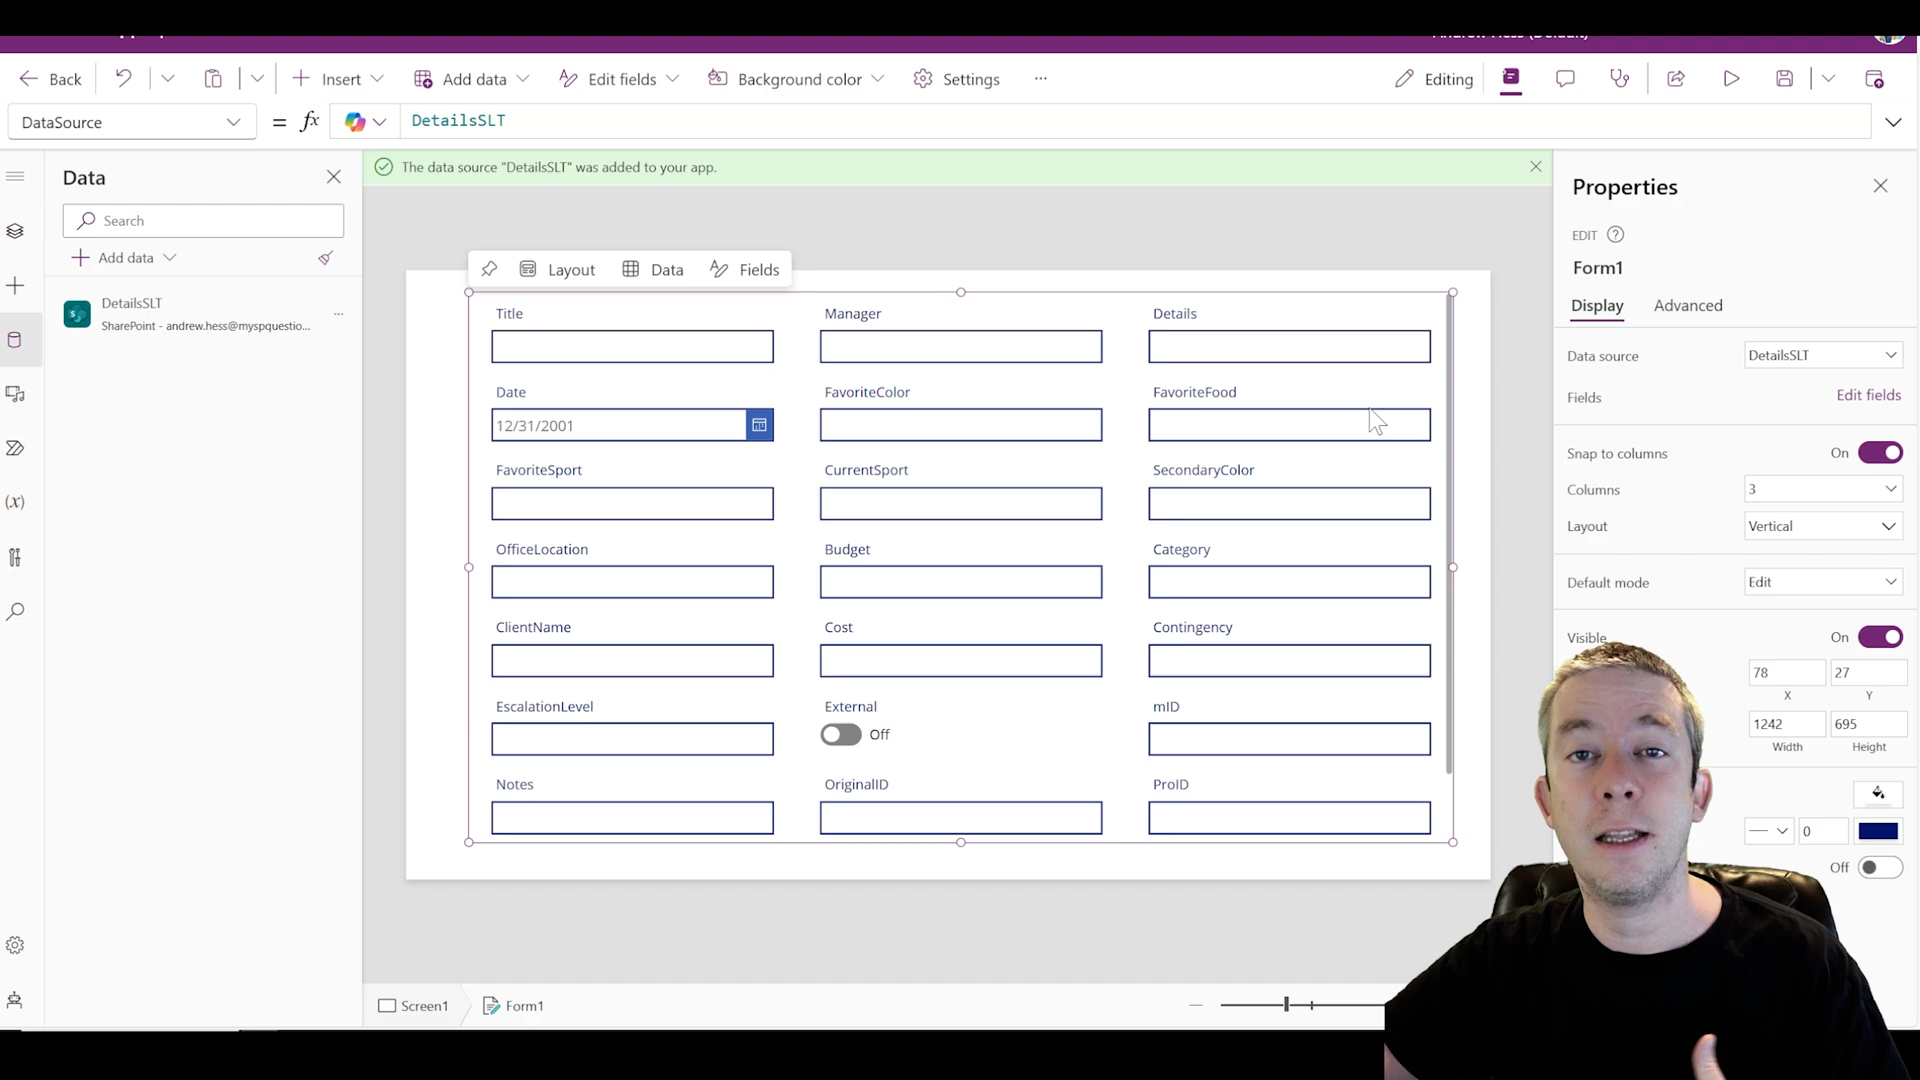 Andrew Hess (Default)
Back
Insert
Add data
Edit fields
Background color
Settings
Editing
DataSource
= fx
DetailsSLT
Data
Search
Add data
DetailsSLT
SharePoint - andrew.hess@myspquestio...
The data source "DetailsSLT" was added to your app.
Layout
Data
Fields
Title
Manager
Details
Date
FavoriteColor
FavoriteFood
12/31/2001
FavoriteSport
CurrentSport
SecondaryColor
OfficeLocation
Budget
Category
ClientName
Cost
Contingency
EscalationLevel
External
mID
Off
Notes
OriginalID
ProID
Screen1
Form1
Properties
EDIT
Form1
Display
Advanced
Data source
DetailsSLT
Fields
Edit fields
Snap to columns
On
Columns
3
Layout
Vertical
Default mode
Edit
Visible
On
78
27
X
Y
1242
695
Width
Height
0
Off